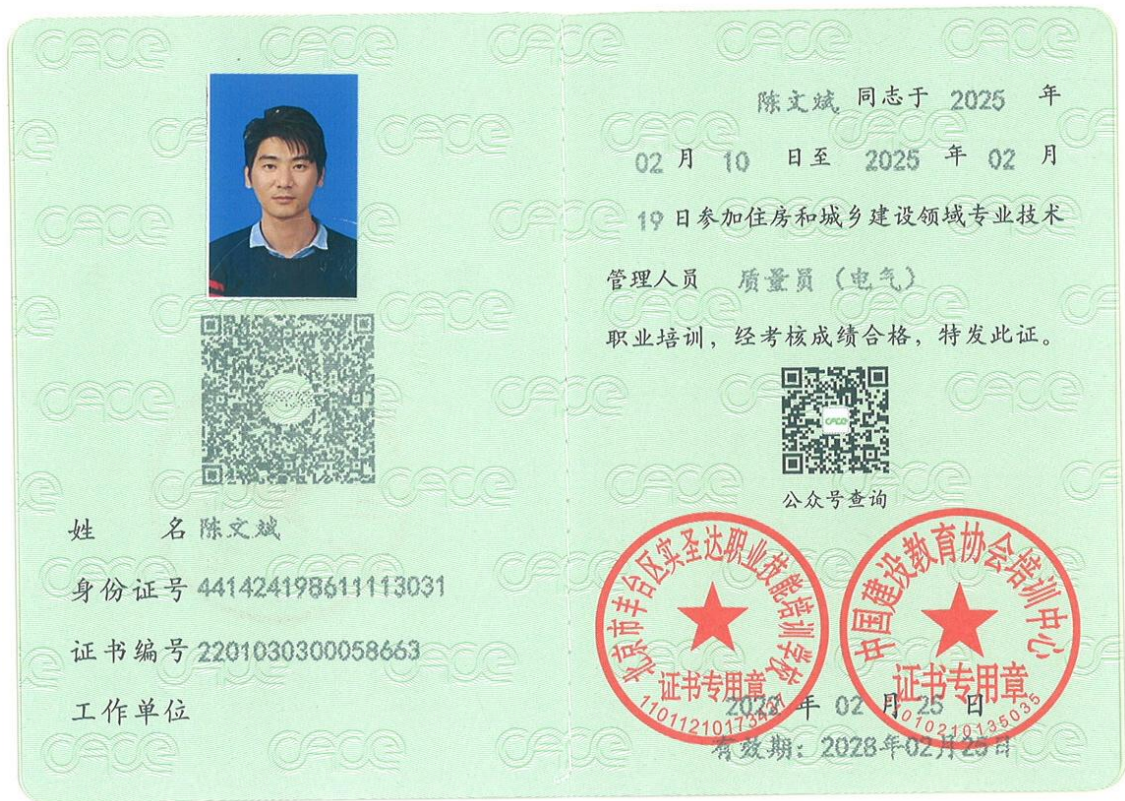 姓 名 陈文斌
身份证号 441424198611113031
证书编号 2201030300058663
工作单位
陈文斌 同志于 2025 年
02 月 10 日至 2025 年 02 月
19 日参加住房和城乡建设领域专业技术
管理人员 质量员（电气）
职业培训，经考核成绩合格，特发此证。
CACE
公众号查询
北京市丰台区实圣达职业技能培训学校
证书专用章
中国建设教育协会培训中心
证书专用章
年 02 月 25 日
有效期：2028年02月25日